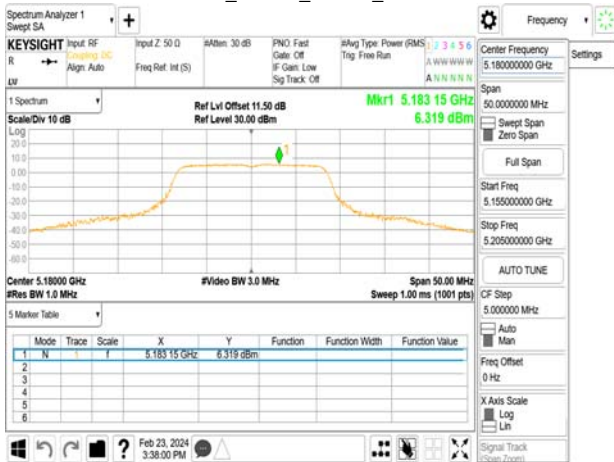 Spectrum Analyzer 1
Swept SA
+
Frequency
KEYSIGHT
R
LV
Input: RF
Coupling: DC
Align: Auto
Input Z: 50 Ω
Freq Ref: Int (S)
#Atten: 30 dB
PNO: Fast
Gate: Off
IF Gain: Low
Sig Track: Off
#Avg Type: Power (RMS
Trig: Free Run
1 2 3 4 5 6
A W W W W W
A N N N N N
Center Frequency
5.180000000 GHz
Settings
Span
50.0000000 MHz
Swept Span
Zero Span
Full Span
Start Freq
5.155000000 GHz
Stop Freq
5.205000000 GHz
AUTO TUNE
CF Step
5.000000 MHz
Auto
Man
Freq Offset
0 Hz
X Axis Scale
Log
Lin
Signal Track
(Span Zoom)
1 Spectrum
Scale/Div 10 dB
Ref Lvl Offset 11.50 dB
Ref Level 30.00 dBm
Mkr1 5.183 15 GHz
6.319 dBm
Log
20.0
10.0
0.00
-10.0
-20.0
-30.0
-40.0
-50.0
-60.0
1
Center 5.18000 GHz
#Res BW 1.0 MHz
#Video BW 3.0 MHz
Span 50.00 MHz
Sweep 1.00 ms (1001 pts)
5 Marker Table
Mode Trace Scale X Y Function Function Width Function Value
1 N 1 f 5.183 15 GHz 6.319 dBm
2
3
4
5
6
?
Feb 23, 2024
3:38:00 PM